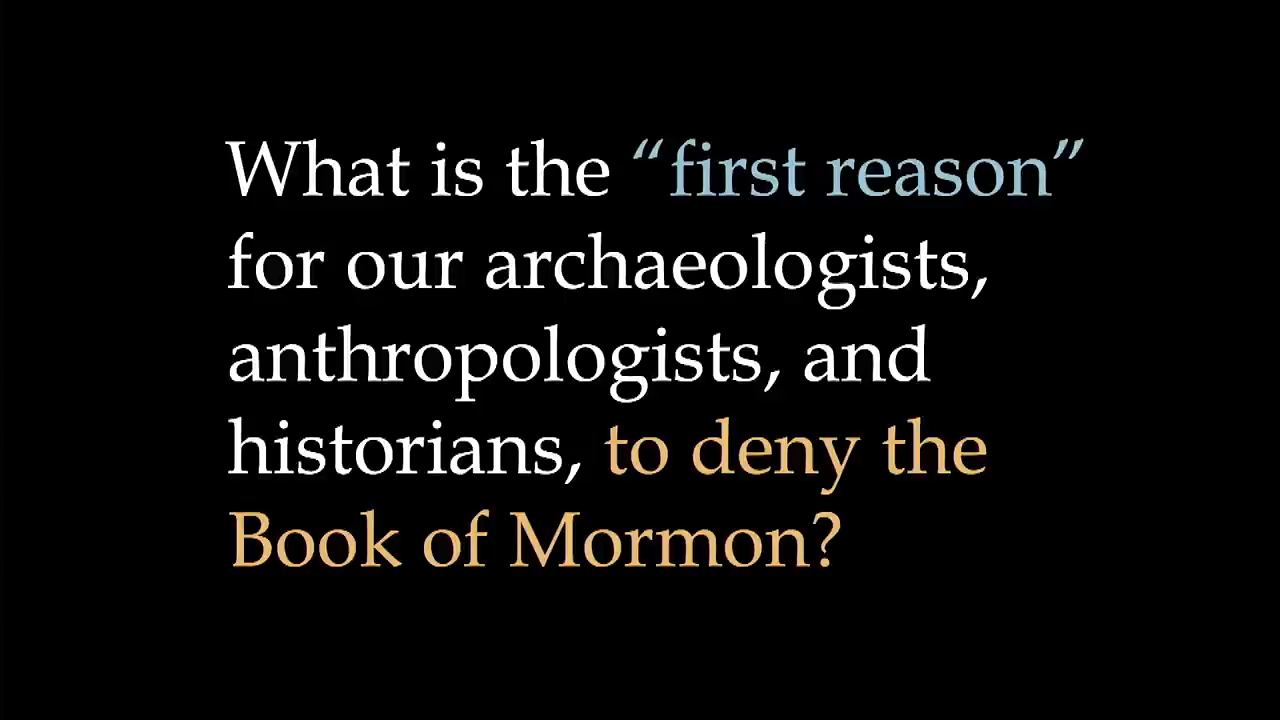 What is the “first reason”
for our archaeologists,
anthropologists, and
historians, to deny the
Book of Mormon?